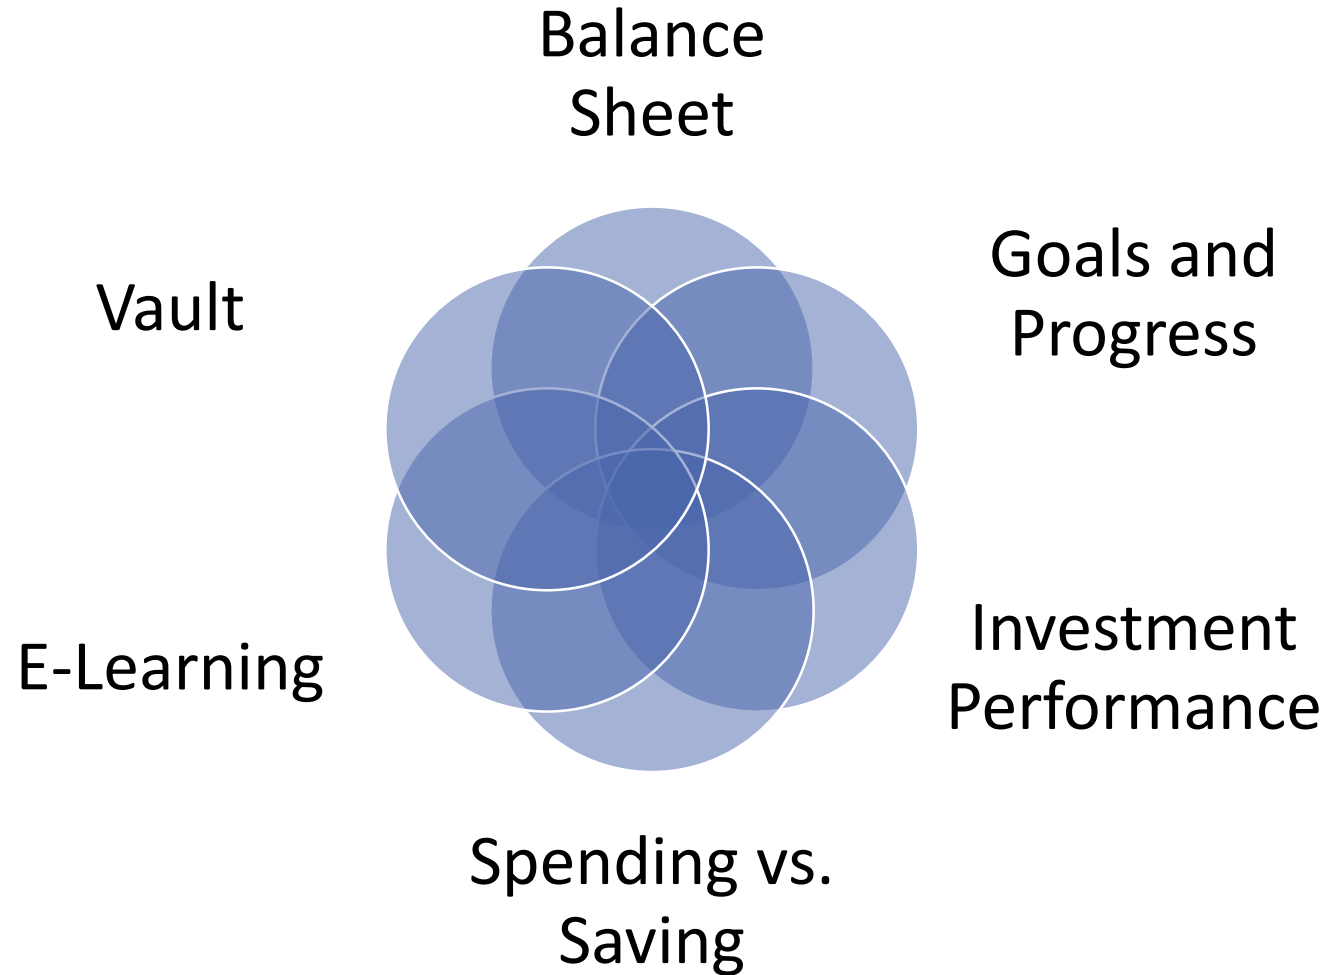 Balance
Sheet
Goals and
Progress
Vault
Investment
Performance
E-Learning
Spending vs.
Saving